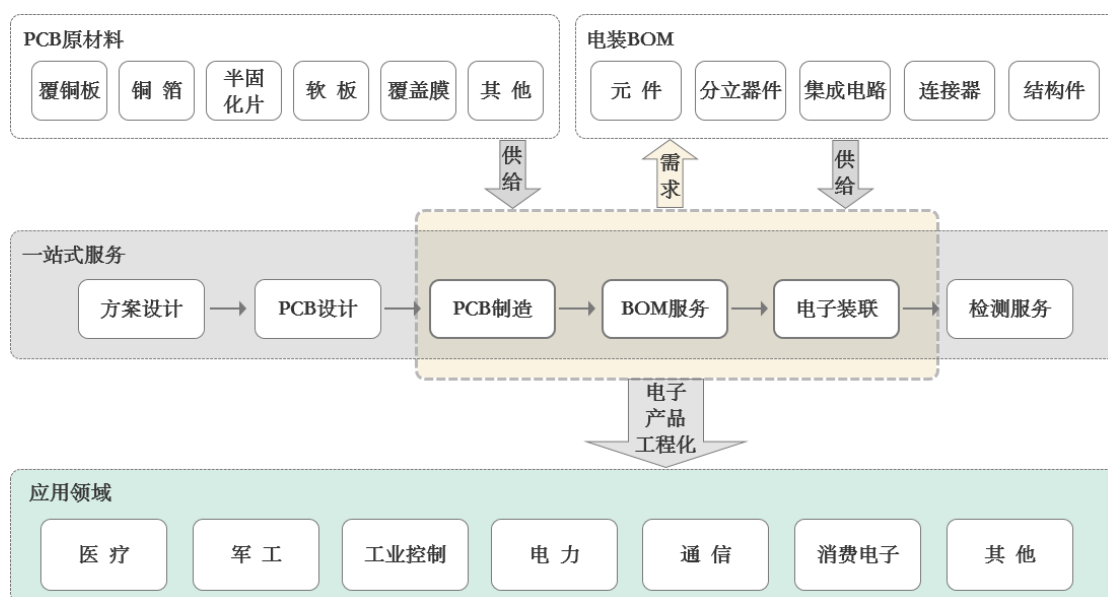 PCB原材料
覆铜板
铜 箔
半固
化片
软 板
覆盖膜
其 他
电装BOM
元 件
分立器件
集成电路
连接器
结构件
供
给
需
求
供
给
一站式服务
方案设计
PCB设计
PCB制造
BOM服务
电子装联
检测服务
电子
产品
工程化
应用领域
医 疗
军 工
工业控制
电 力
通 信
消费电子
其 他